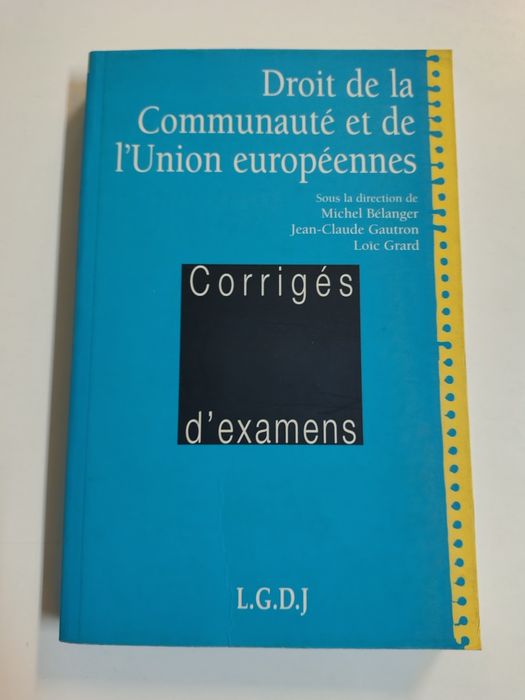 Droit de la
Communauté et de
l'Union européennes
Sous la direction de
Michel Bélanger
Jean-Claude Gautron
Loïc Grard
Corrigés
d'examens
L.G.D.J